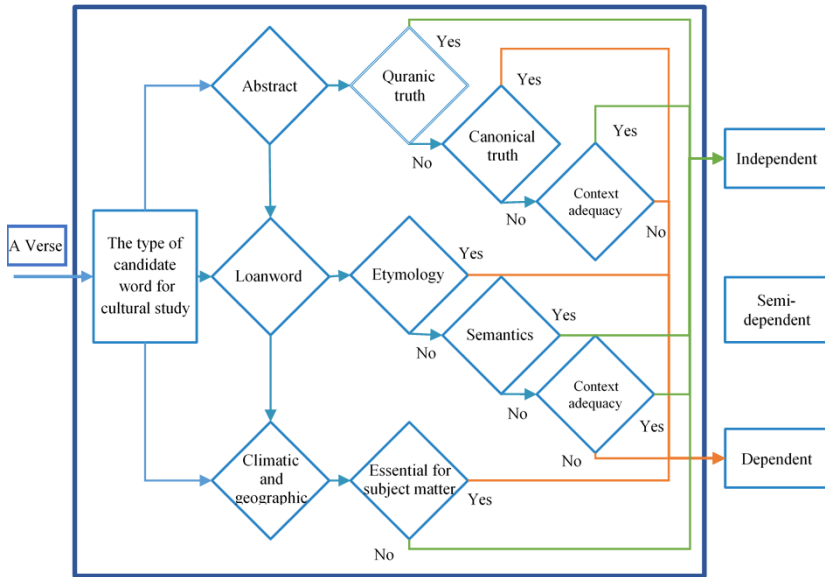 Yes
Abstract
Quranic
truth
Yes
No
Canonical
truth
Yes
No
Context
adequacy
No
Independent
A Verse
The type of
candidate
word for
cultural study
Loanword
Etymology
Yes
No
Semantics
Yes
No
Context
adequacy
Yes
No
Semi-
dependent
Climatic
and
geographic
Essential for
subject matter
Yes
No
Dependent